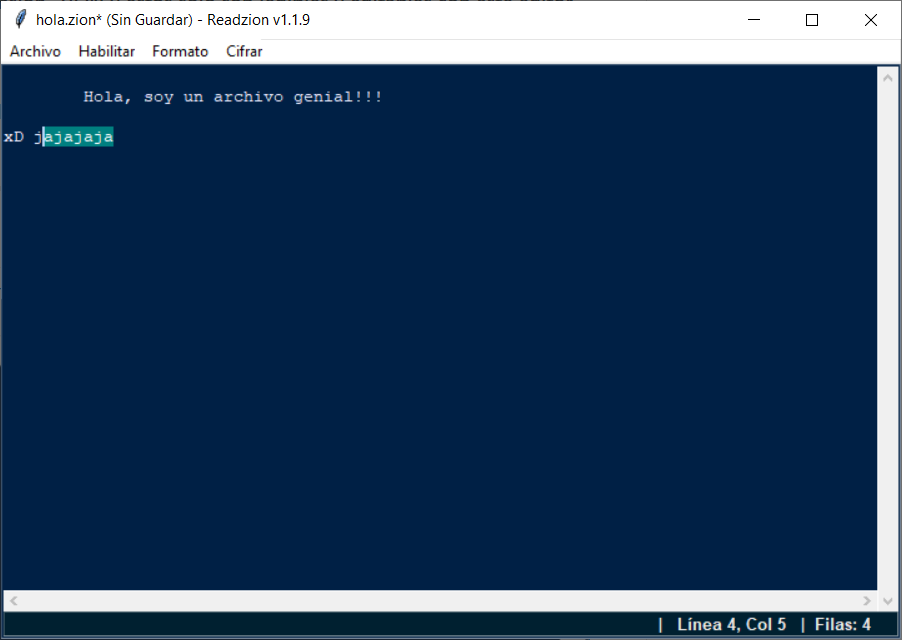 hola.zion* (Sin Guardar) - Readzion v1.1.9
Archivo Habilitar Formato Cifrar
Hola, soy un archivo genial!!!
xD jajajaja
| Línea 4, Col 5 | Filas: 4